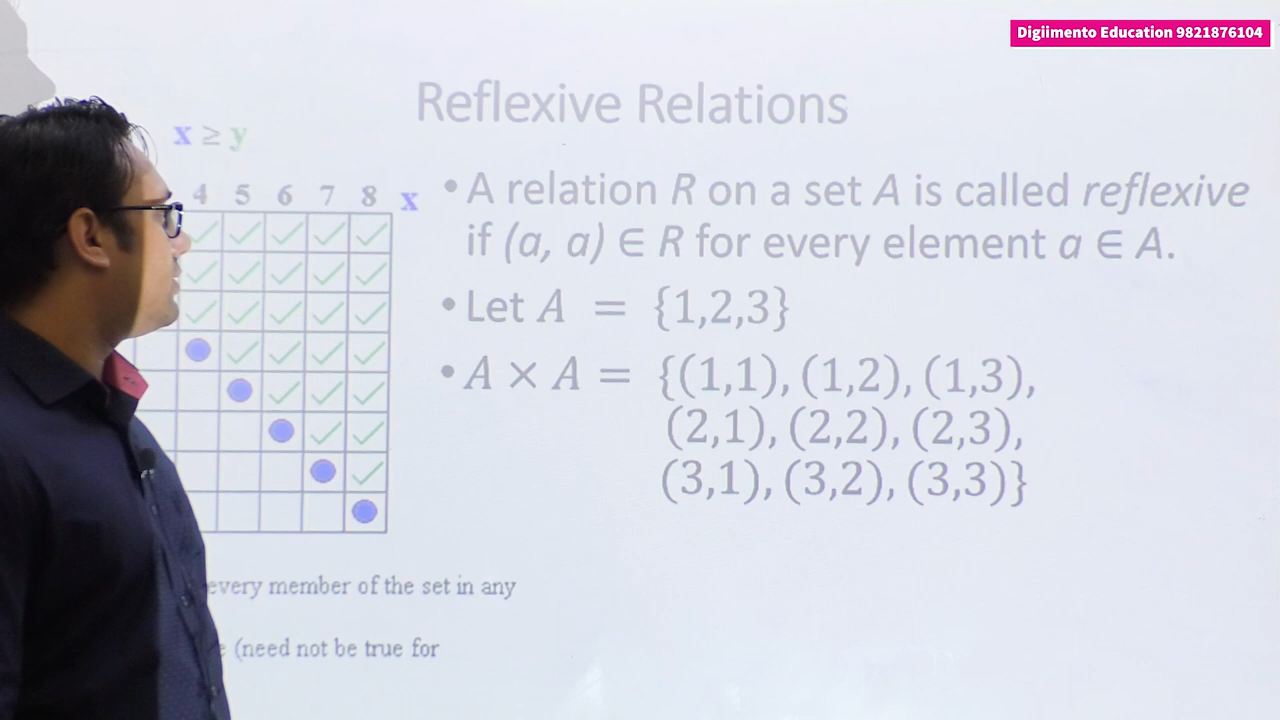 Digiimento Education 9821876104
Reflexive Relations
x ≥ y
4 5 6 7 8 x
• A relation R on a set A is called reflexive
if (a, a) ∈ R for every element a ∈ A.
• Let A = {1,2,3}
• A × A = {(1,1), (1,2), (1,3),
(2,1), (2,2), (2,3),
(3,1), (3,2), (3,3)}
every member of the set in any
(need not be true for